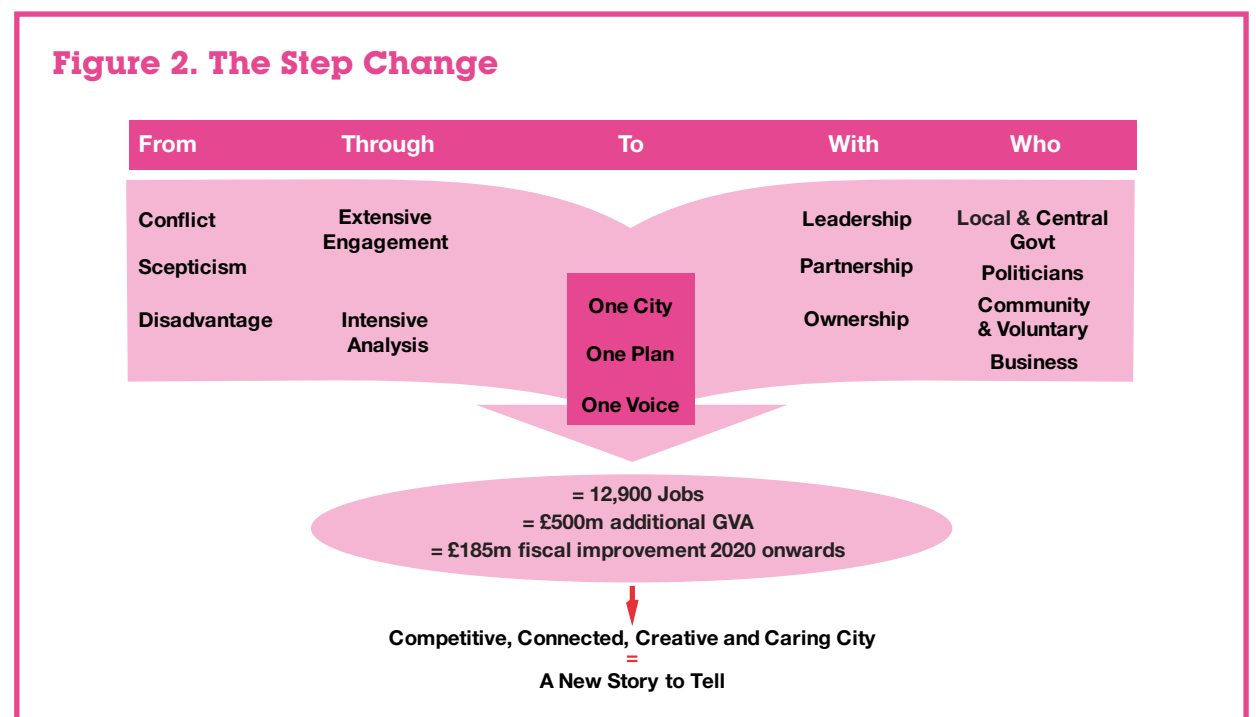 Figure 2. The Step Change
From Through To With Who
Conflict
Scepticism
Disadvantage
Extensive
Engagement
Intensive
Analysis
One City
One Plan
One Voice
Leadership
Partnership
Ownership
Local & Central
Govt
Politicians
Community
& Voluntary
Business
= 12,900 Jobs
= £500m additional GVA
= £185m fiscal improvement 2020 onwards
Competitive, Connected, Creative and Caring City
=
A New Story to Tell